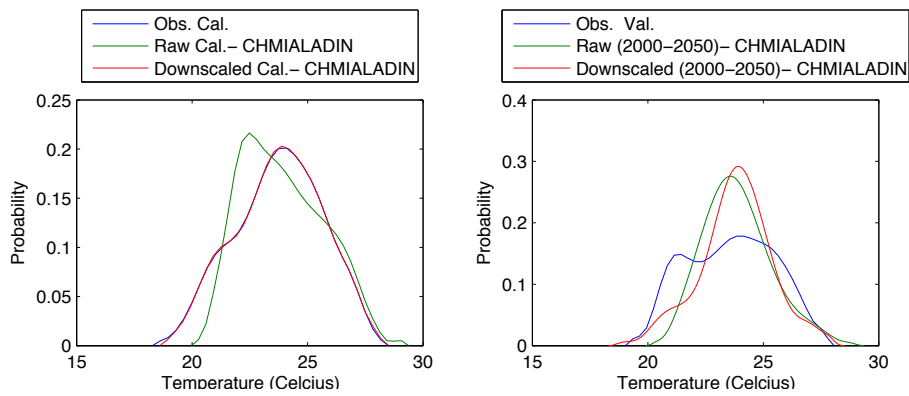 Obs. Cal.
Raw Cal.− CHMIALADIN
Downscaled Cal.− CHMIALADIN
0.25
0.2
0.15
0.1
0.05
0
Probability
15
20
25
30
Temperature (Celcius)
Obs. Val.
Raw (2000−2050)− CHMIALADIN
Downscaled (2000−2050)− CHMIALADIN
0.4
0.3
0.2
0.1
0
Probability
15
20
25
30
Temperature (Celcius)